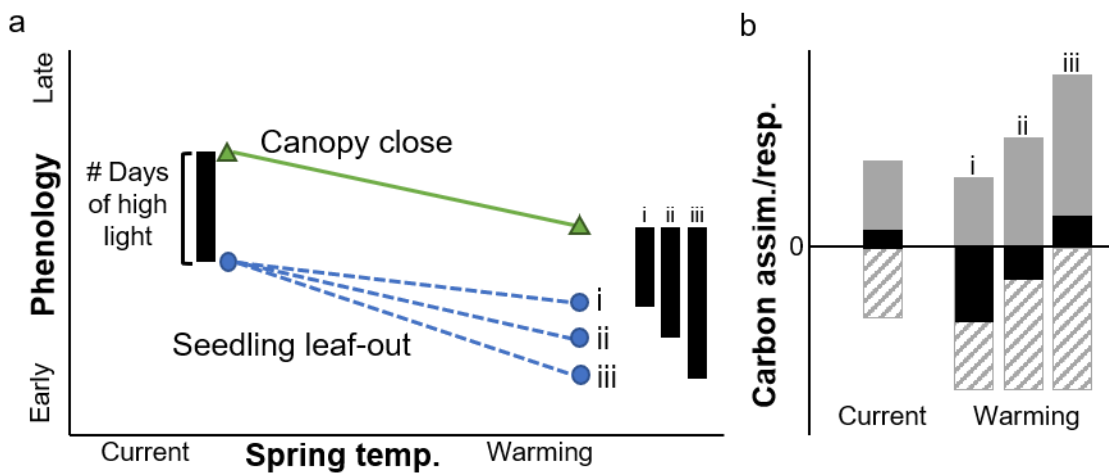 a
Late
Phenology
Early
# Days
of high
light
Canopy close
Seedling leaf-out
i
ii
iii
i ii iii
Current
Spring temp.
Warming
b
Carbon assim./resp.
0
i
ii
iii
Current
Warming